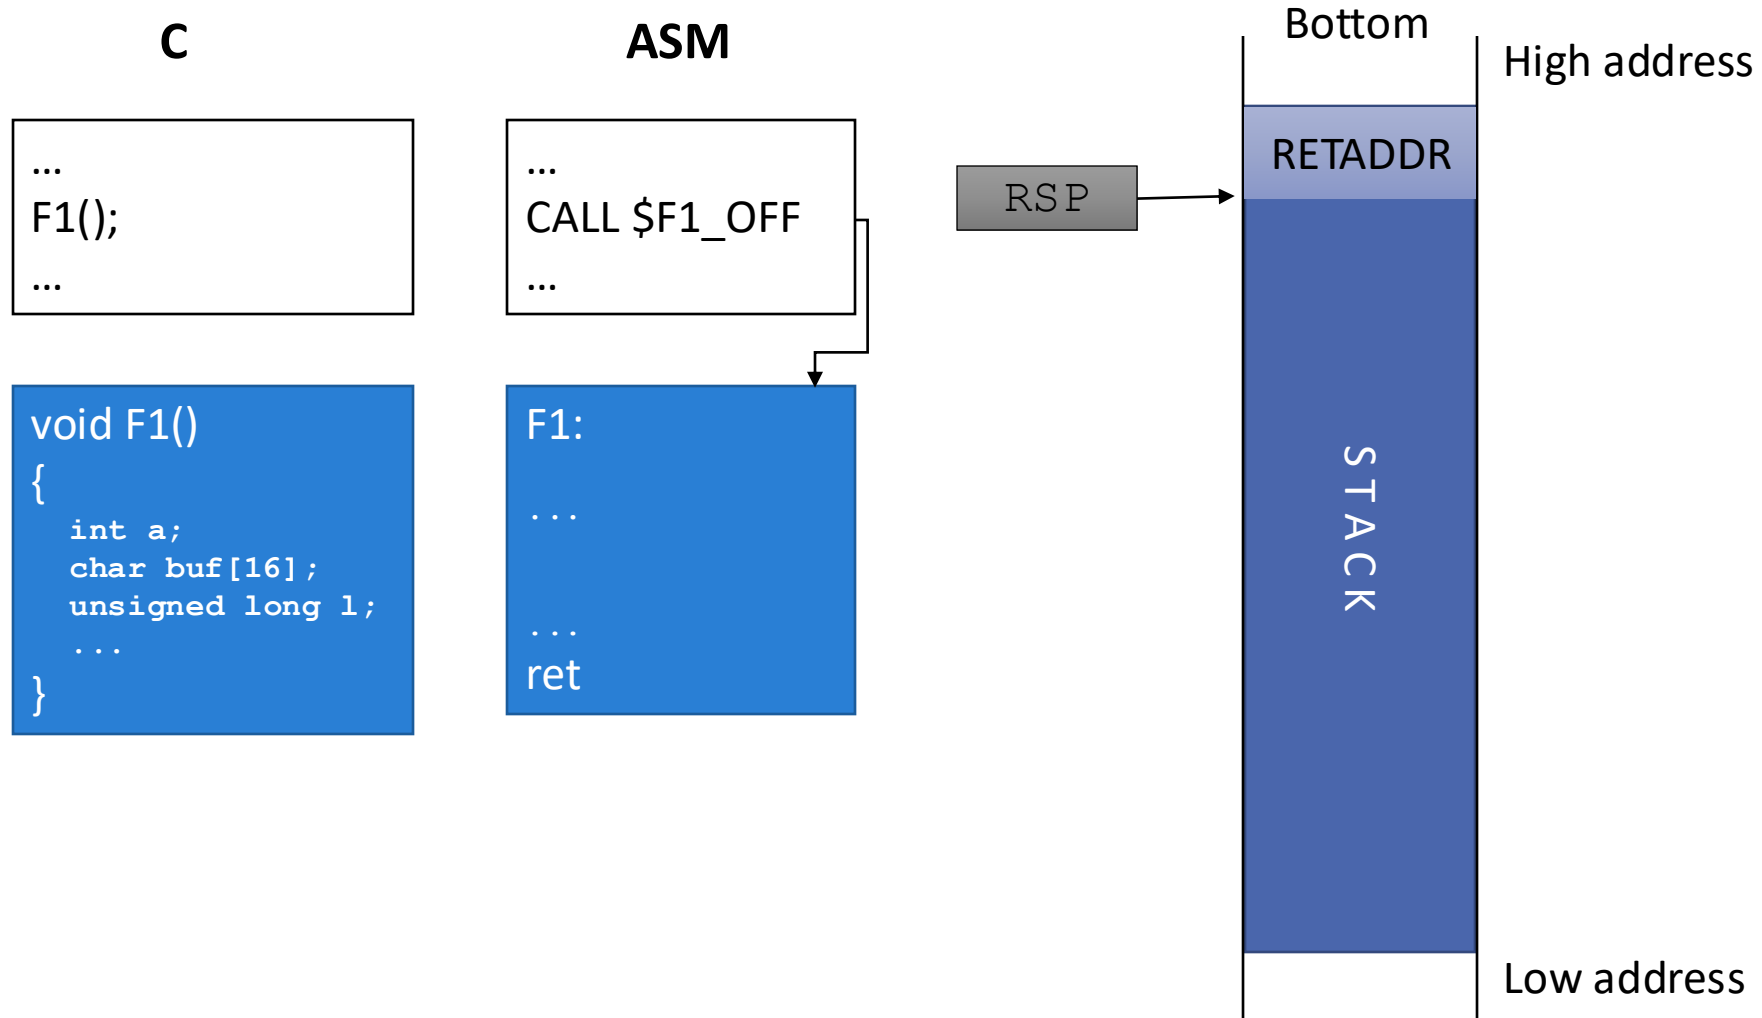 C
…
F1();
…
void F1()
{
int a;
char buf[16];
unsigned long l;
...
}
ASM
…
CALL $F1_OFF
…
F1:
...
...
ret
RSP
Bottom
High address
RETADDR
STACK
Low address